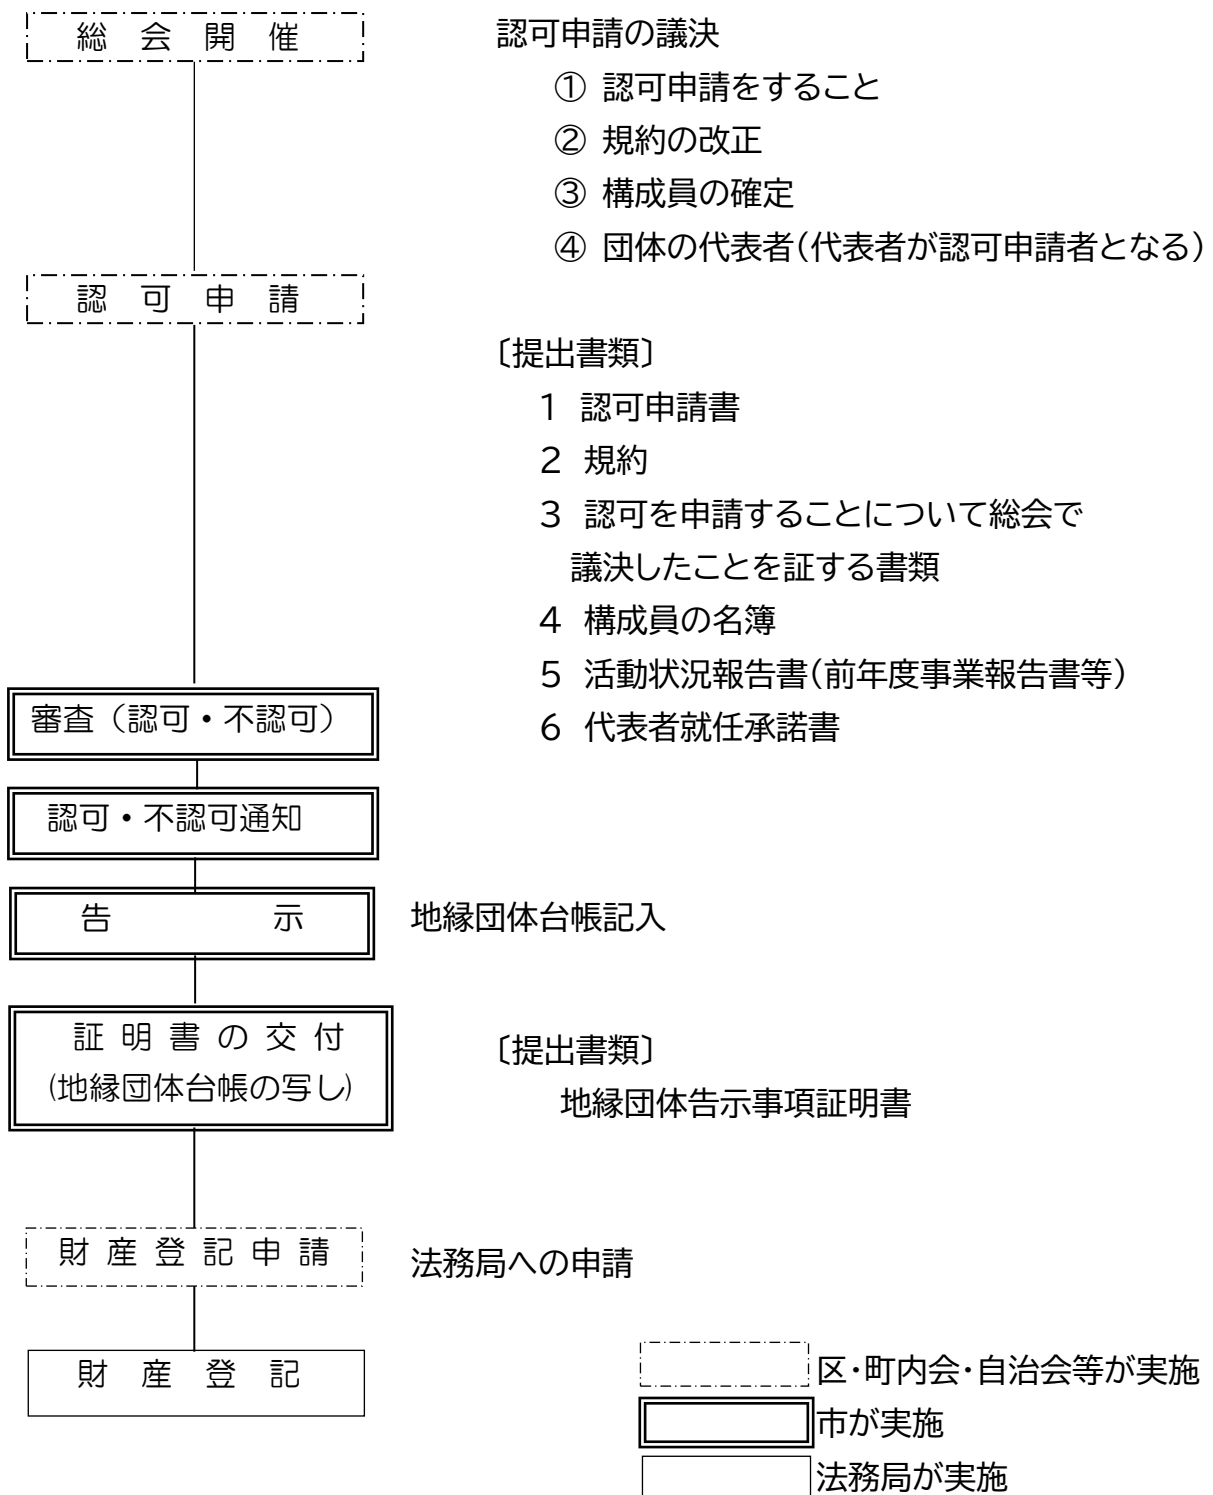 総 会 開 催
認可申請の議決
① 認可申請をすること
② 規約の改正
③ 構成員の確定
④ 団体の代表者(代表者が認可申請者となる)
認 可 申 請
〔提出書類〕
1 認可申請書
2 規約
3 認可を申請することについて総会で
議決したことを証する書類
4 構成員の名簿
5 活動状況報告書(前年度事業報告書等)
6 代表者就任承諾書
審査(認可・不認可)
認可・不認可通知
告 示
地縁団体台帳記入
証 明 書 の 交 付
(地縁団体台帳の写し)
〔提出書類〕
地縁団体告示事項証明書
財 産 登 記 申 請
法務局への申請
財 産 登 記
区・町内会・自治会等が実施
市が実施
法務局が実施